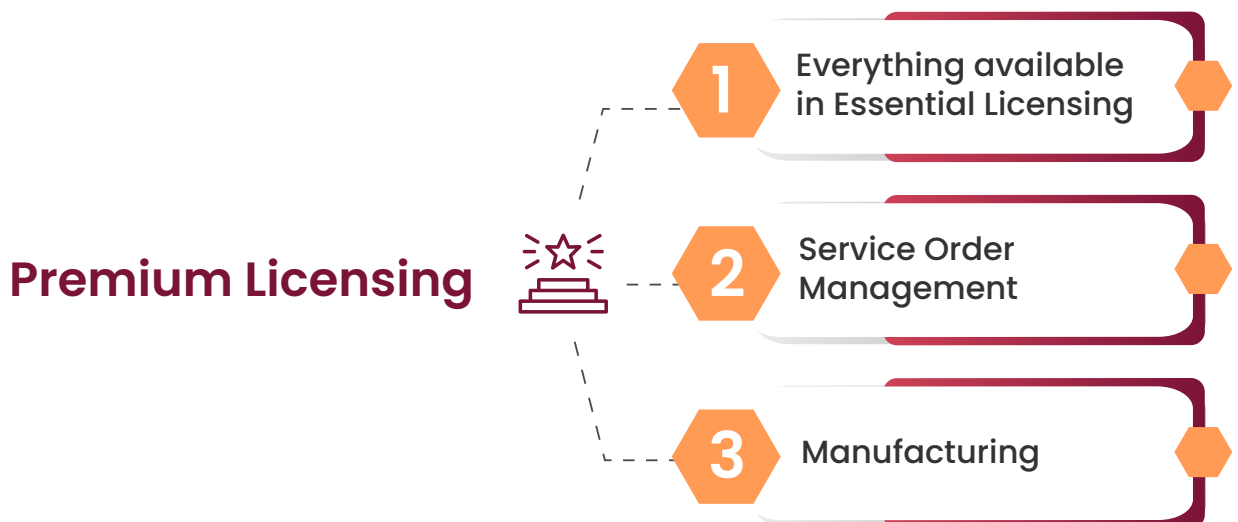 Premium Licensing
1
Everything available
in Essential Licensing
2
Service Order
Management
3
Manufacturing